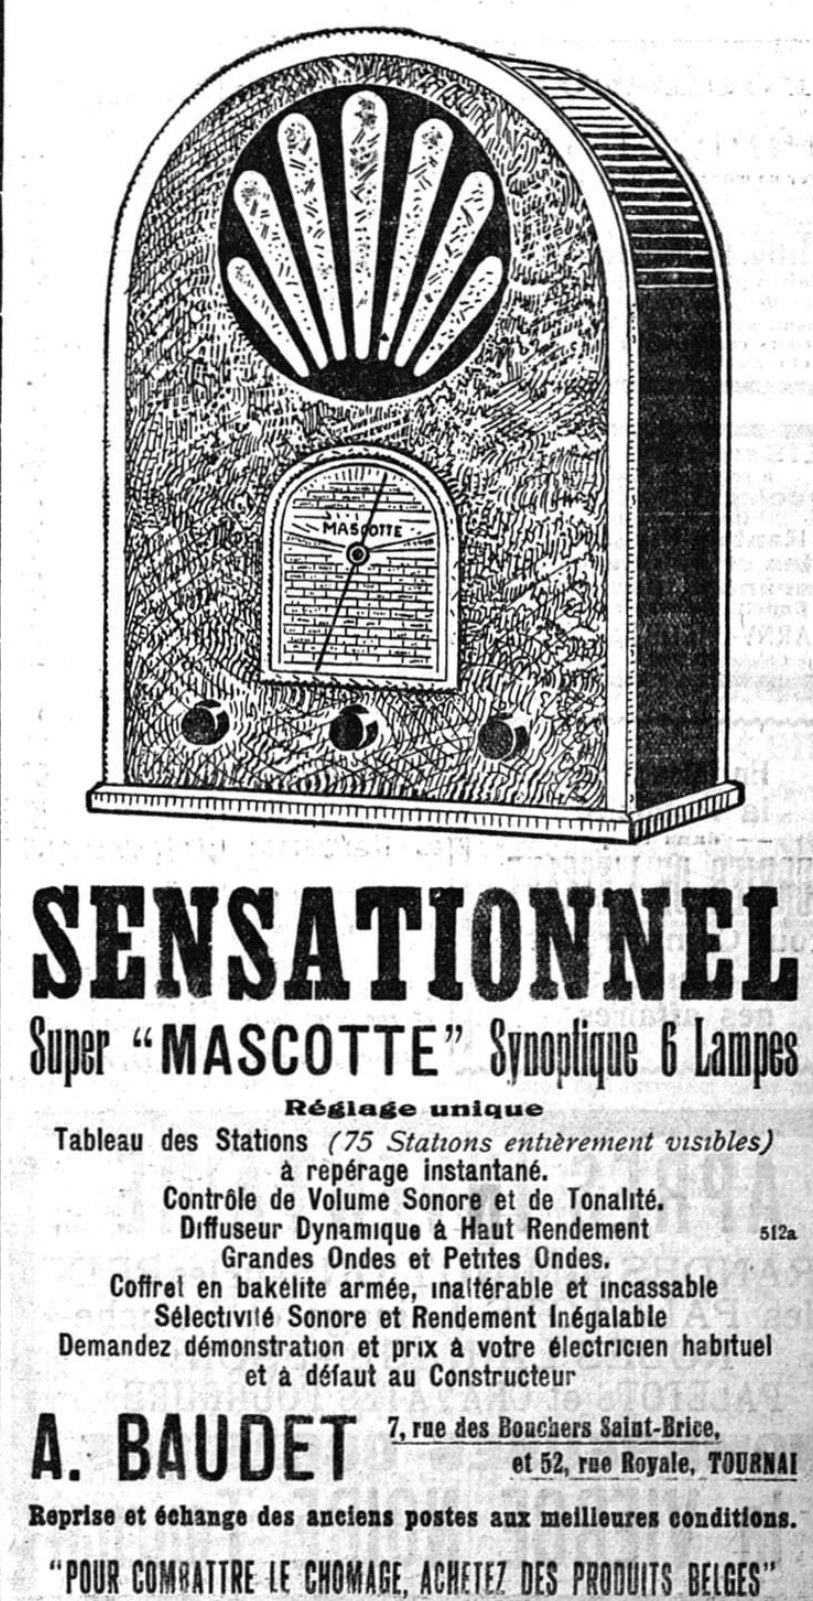 MASCOTTE
SENSATIONNEL
Super "MASCOTTE" Synoptique 6 Lampes
Réglage unique
Tableau des Stations (75 Stations entièrement visibles)
à repérage instantané.
Contrôle de Volume Sonore et de Tonalité.
Diffuseur Dynamique à Haut Rendement 512a
Grandes Ondes et Petites Ondes.
Coffret en bakélite armée, inaltérable et incassable
Sélectivité Sonore et Rendement Inégalable
Demandez démonstration et prix à votre électricien habituel
et à défaut au Constructeur
A. BAUDET 7, rue des Bouchers Saint-Brice,
et 52, rue Royale, TOURNAI
Reprise et échange des anciens postes aux meilleures conditions.
"POUR COMBATTRE LE CHOMAGE, ACHETEZ DES PRODUITS BELGES"